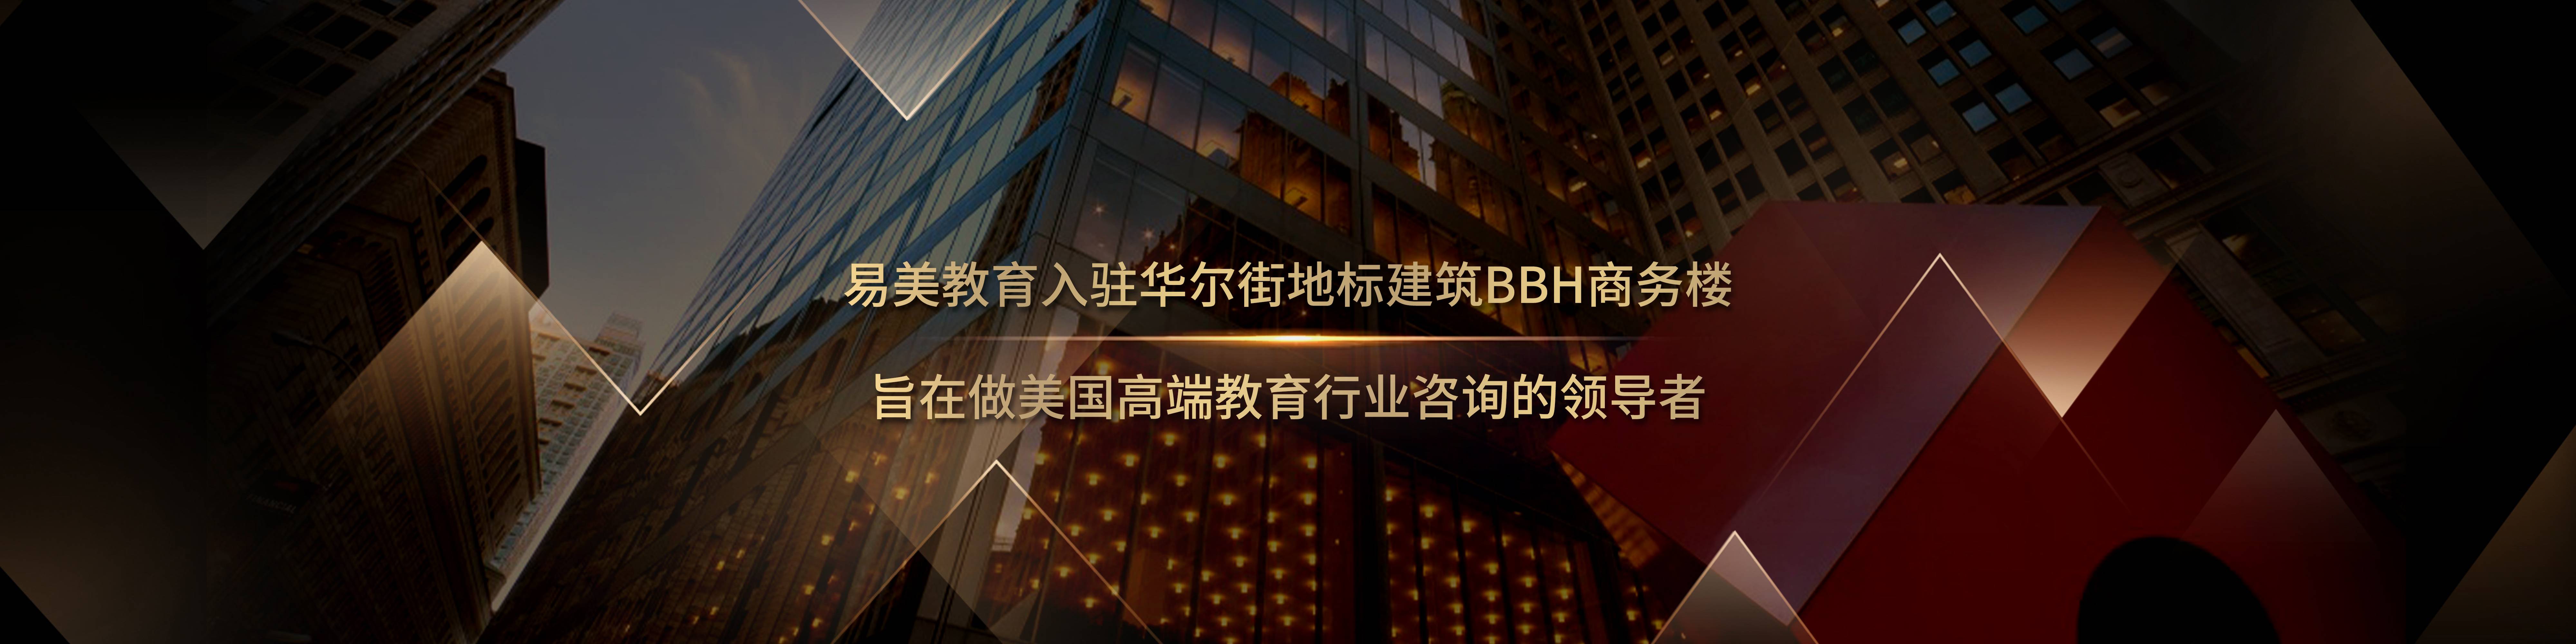 易美教育入驻华尔街地标建筑BBH商务楼
旨在做美国高端教育行业咨询的领导者